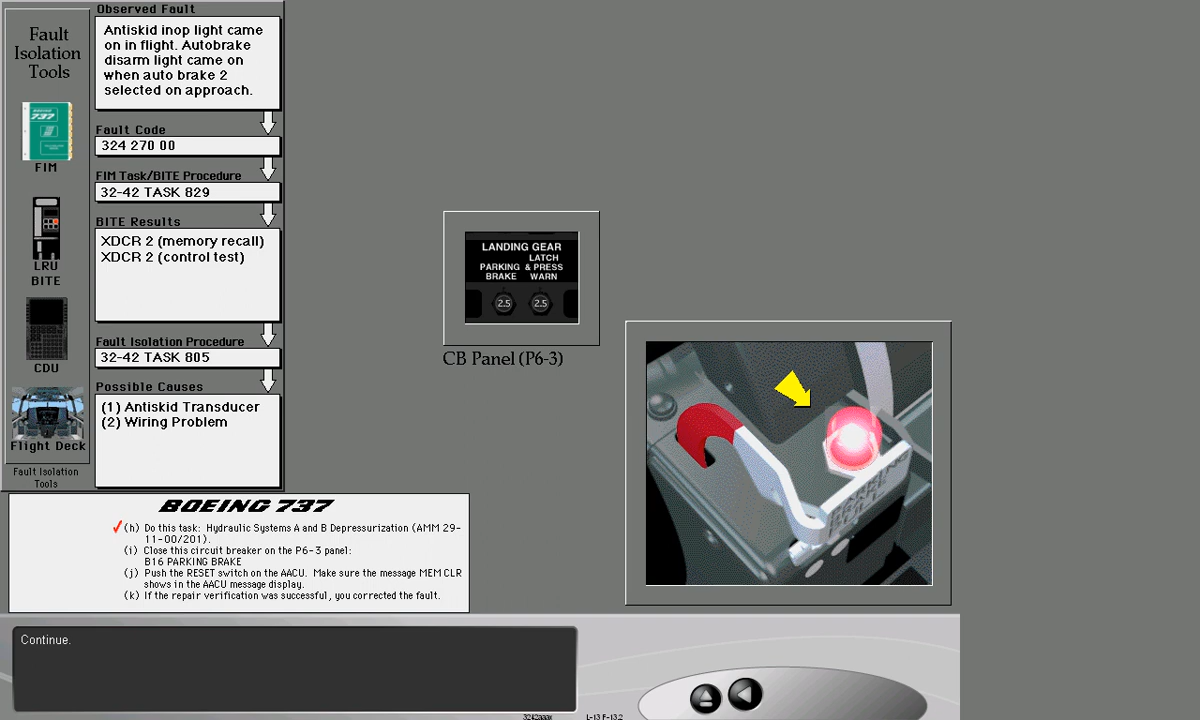 Observed Fault
Fault
Isolation
Tools
Antiskid inop light came
on in flight. Autobrake
disarm light came on
when auto brake 2
selected on approach.
Fault Code
324 270 00
FIM
FIM Task/BITE Procedure
32-42 TASK 829
BITE Results
XDCR 2 (memory recall)
XDCR 2 (control test)
LRU
BITE
Fault Isolation Procedure
32-42 TASK 805
CDU
Possible Causes
(1) Antiskid Transducer
(2) Wiring Problem
Flight Deck
Fault Isolation
Tools
LANDING GEAR
LATCH
PARKING & PRESS
BRAKE WARN
2.5 2.5
CB Panel (P6-3)
PARKING
BRAKE
PULL
BOEING 737
(h) Do this task: Hydraulic Systems A and B Depressurization (AMM 29-
11-00/201).
(i) Close this circuit breaker on the P6-3 panel:
B16 PARKING BRAKE
(j) Push the RESET switch on the AACU. Make sure the message MEM CLR
shows in the AACU message display.
(k) If the repair verification was successful, you corrected the fault.
Continue.
3242aaax L-13 F-13.2